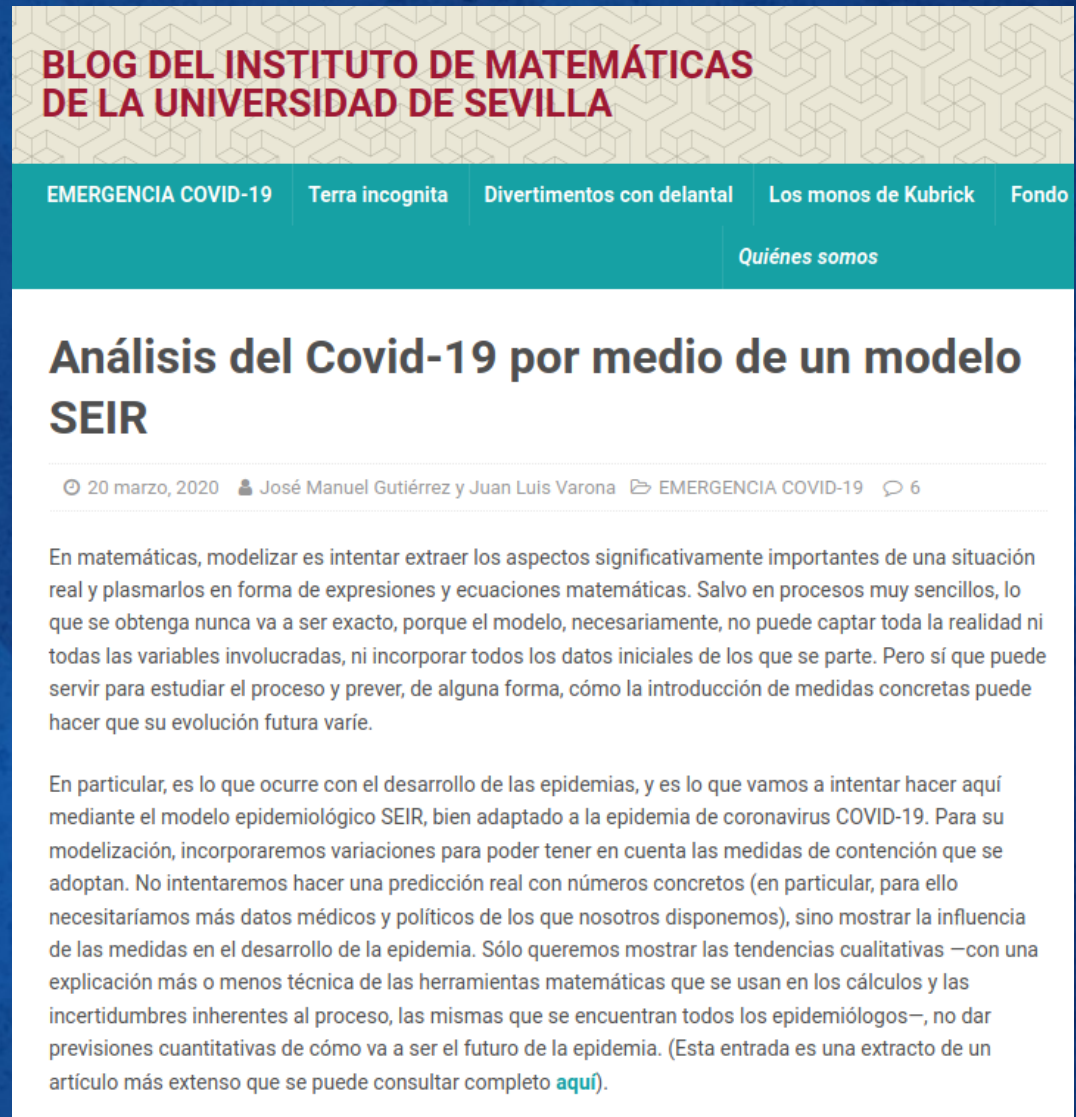 BLOG DEL INSTITUTO DE MATEMÁTICAS
DE LA UNIVERSIDAD DE SEVILLA
EMERGENCIA COVID-19 Terra incognita Divertimentos con delantal Los monos de Kubrick Fondo
Quiénes somos
Análisis del Covid-19 por medio de un modelo
SEIR
20 marzo, 2020 José Manuel Gutiérrez y Juan Luis Varona EMERGENCIA COVID-19 6
En matemáticas, modelizar es intentar extraer los aspectos significativamente importantes de una situación
real y plasmarlos en forma de expresiones y ecuaciones matemáticas. Salvo en procesos muy sencillos, lo
que se obtenga nunca va a ser exacto, porque el modelo, necesariamente, no puede captar toda la realidad ni
todas las variables involucradas, ni incorporar todos los datos iniciales de los que se parte. Pero sí que puede
servir para estudiar el proceso y prever, de alguna forma, cómo la introducción de medidas concretas puede
hacer que su evolución futura varíe.
En particular, es lo que ocurre con el desarrollo de las epidemias, y es lo que vamos a intentar hacer aquí
mediante el modelo epidemiológico SEIR, bien adaptado a la epidemia de coronavirus COVID-19. Para su
modelización, incorporaremos variaciones para poder tener en cuenta las medidas de contención que se
adoptan. No intentaremos hacer una predicción real con números concretos (en particular, para ello
necesitaríamos más datos médicos y políticos de los que nosotros disponemos), sino mostrar la influencia
de las medidas en el desarrollo de la epidemia. Sólo queremos mostrar las tendencias cualitativas —con una
explicación más o menos técnica de las herramientas matemáticas que se usan en los cálculos y las
incertidumbres inherentes al proceso, las mismas que se encuentran todos los epidemiólogos—, no dar
previsiones cuantitativas de cómo va a ser el futuro de la epidemia. (Esta entrada es una extracto de un
artículo más extenso que se puede consultar completo aquí).